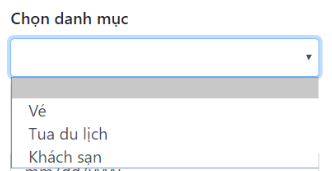 Chọn danh mục
Vé
Tua du lịch
Khách sạn